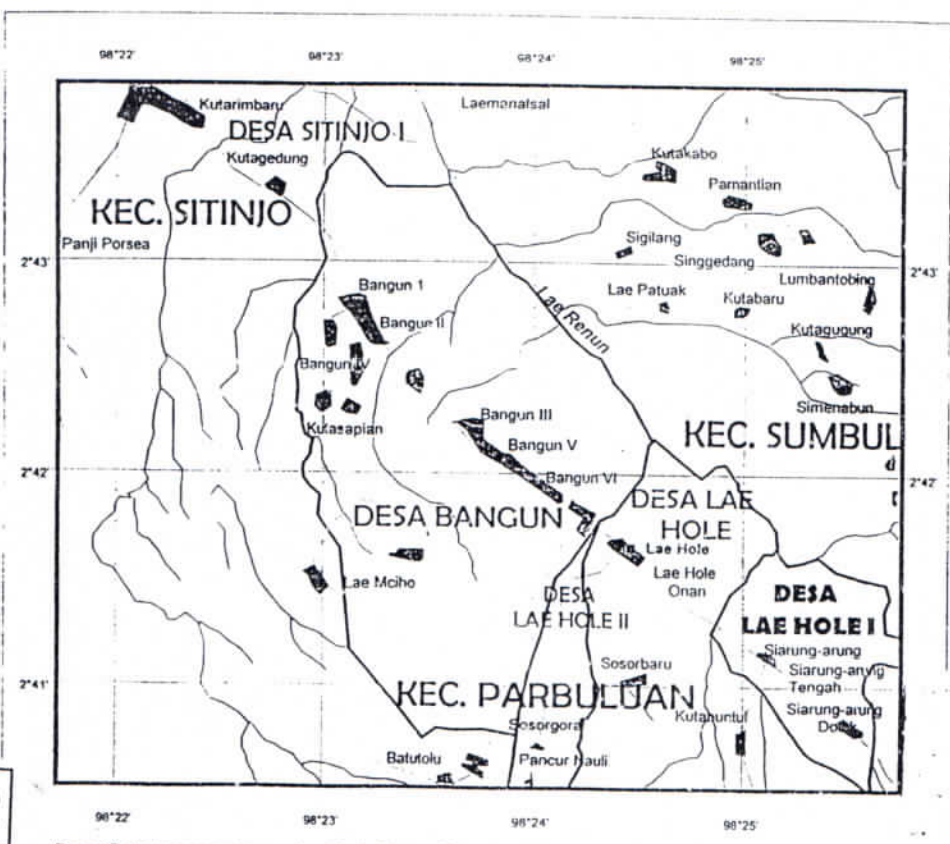 98°22'
98°23'
98°24'
98°25'
Kutarimbaru
Laemanatsal
DESA SITINJO I
Kutagedung
Kutakabo
Parnantian
KEC. SITINJO
Panji Porsea
Sigilang
Singgedang
2°43'
2°43'
Bangun 1
Lae Patuak
Kutabaru
Lumbantobing
Lae Renun
Bangun II
Kutagugung
Bangun IV
Simenabun
Kutasapian
Bangun III
KEC. SUMBUL
Bangun V
2°42'
Bangun VI
2°42'
DESA BANGUN
DESA LAE
HOLE
Lae Hole
Lae Hole
Onan
Lae Mciho
DESA
LAE HOLE II
DESA
LAE HOLE I
Siarung-arung
Siarung-arung
Tengah
Sosorbaru
2°41'
KEC. PARBULUAN
Siarung-arung
Dolok
Kutahuntul
Sosorgora
Batutolu
Pancur Nauli
98°22'
98°23'
98°24'
98°25'